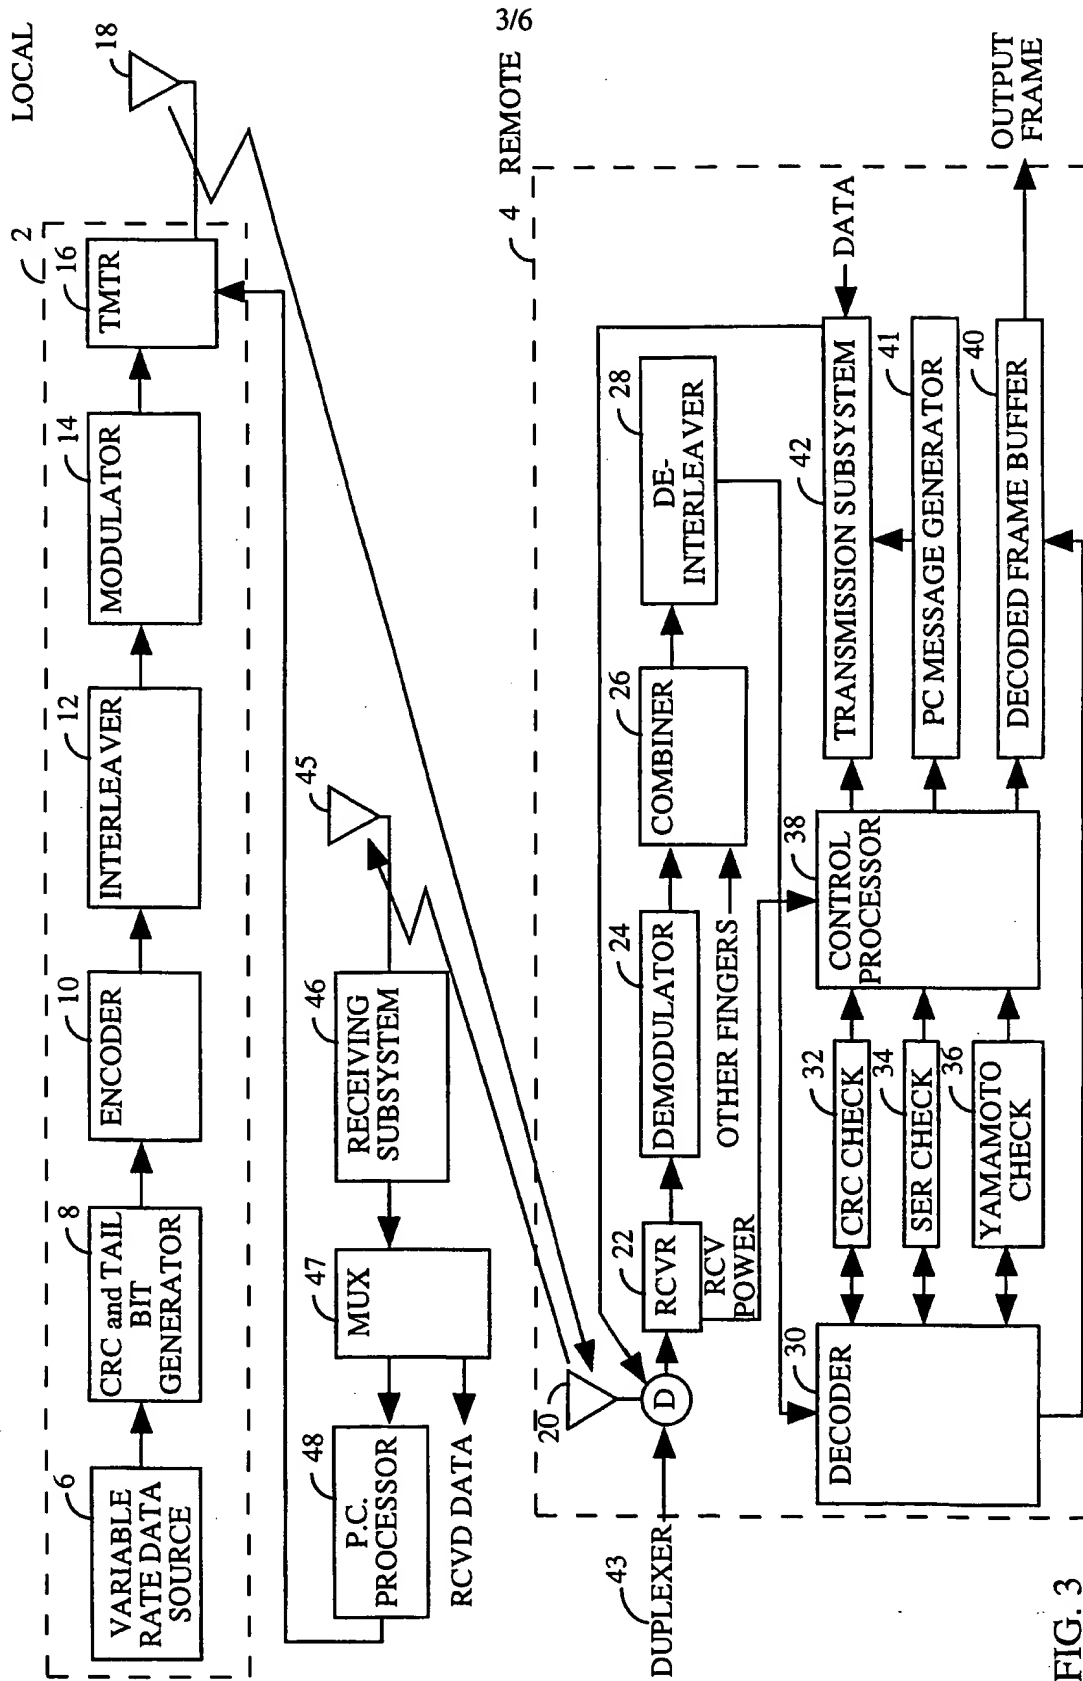 3/6
LOCAL
2
6
VARIABLE
RATE DATA
SOURCE
8
CRC and TAIL
BIT
GENERATOR
10
ENCODER
12
INTERLEAVER
14
MODULATOR
16
TMTR
18
48
P.C.
PROCESSOR
47
MUX
RCVD DATA
46
RECEIVING
SUBSYSTEM
45
REMOTE
4
20
43
DUPLEXER
D
22
RCVR
RCV
POWER
24
DEMODULATOR
OTHER FINGERS
26
COMBINER
28
DE-
INTERLEAVER
30
DECODER
32
CRC CHECK
34
SER CHECK
36
YAMAMOTO
CHECK
38
CONTROL
PROCESSOR
42
TRANSMISSION SUBSYSTEM
DATA
41
PC MESSAGE GENERATOR
40
DECODED FRAME BUFFER
OUTPUT
FRAME
FIG. 3